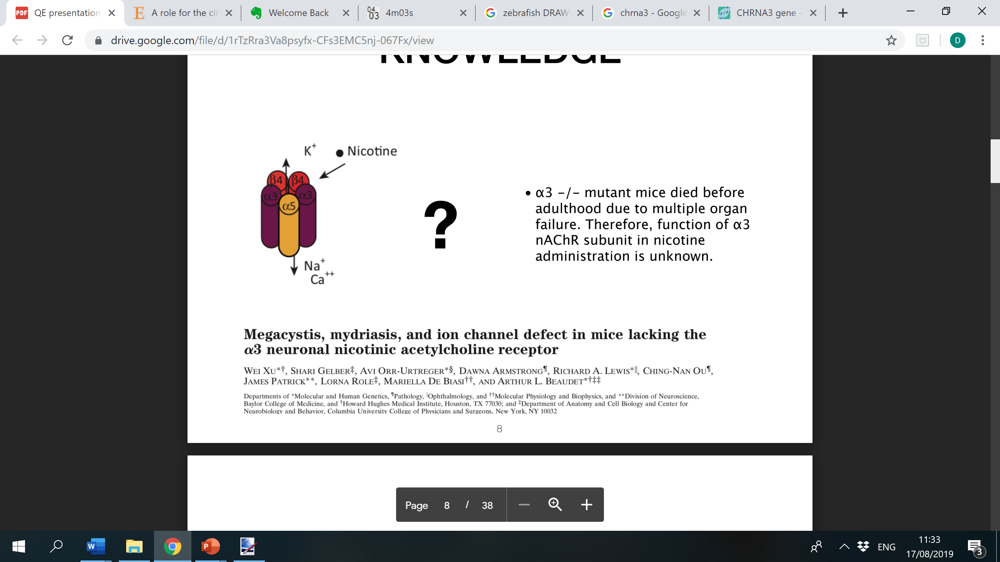 QE presentation
A role for the cir
Welcome Back
4m03s
zebrafish DRAW
chrna3 - Google
CHRNA3 gene -
drive.google.com/file/d/1rTzRra3Va8psyfx-CFs3EMC5nj-067Fx/view
D
KNOWLEDGE
K+
Nicotine
β4 β4
α3 α3
α5
Na+
Ca++
?
• α3 -/- mutant mice died before
adulthood due to multiple organ
failure. Therefore, function of α3
nAChR subunit in nicotine
administration is unknown.
Megacystis, mydriasis, and ion channel defect in mice lacking the
α3 neuronal nicotinic acetylcholine receptor
WEI XU*†, SHARI GELBER‡, AVI ORR-URTREGER*§, DAWNA ARMSTRONG¶, RICHARD A. LEWIS*‖, CHING-NAN OU¶,
JAMES PATRICK**, LORNA ROLE‡, MARIELLA DE BIASI††, AND ARTHUR L. BEAUDET*†‡‡
Departments of *Molecular and Human Genetics, ¶Pathology, ‖Ophthalmology, and ††Molecular Physiology and Biophysics, and **Division of Neuroscience,
Baylor College of Medicine, and †Howard Hughes Medical Institute, Houston, TX 77030; and ‡Department of Anatomy and Cell Biology and Center for
Neurobiology and Behavior, Columbia University College of Physicians and Surgeons, New York, NY 10032
8
Page 8 / 38
ENG
11:33
17/08/2019
3